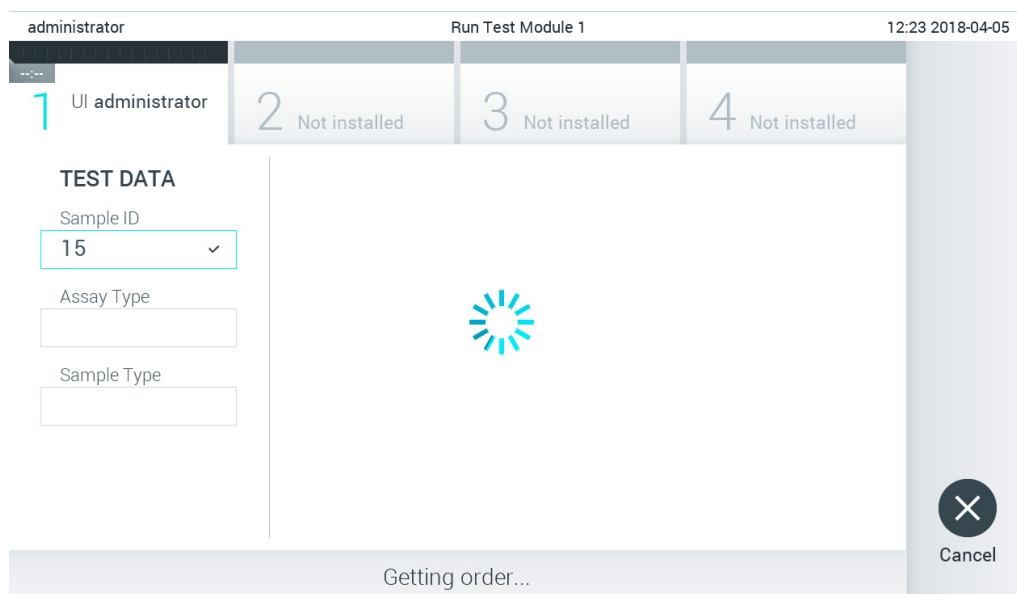 administrator Run Test Module 1 12:23 2018-04-05
--:--
1 UI administrator 2 Not installed 3 Not installed 4 Not installed
TEST DATA
Sample ID
15
Assay Type
Sample Type
Cancel
Getting order...